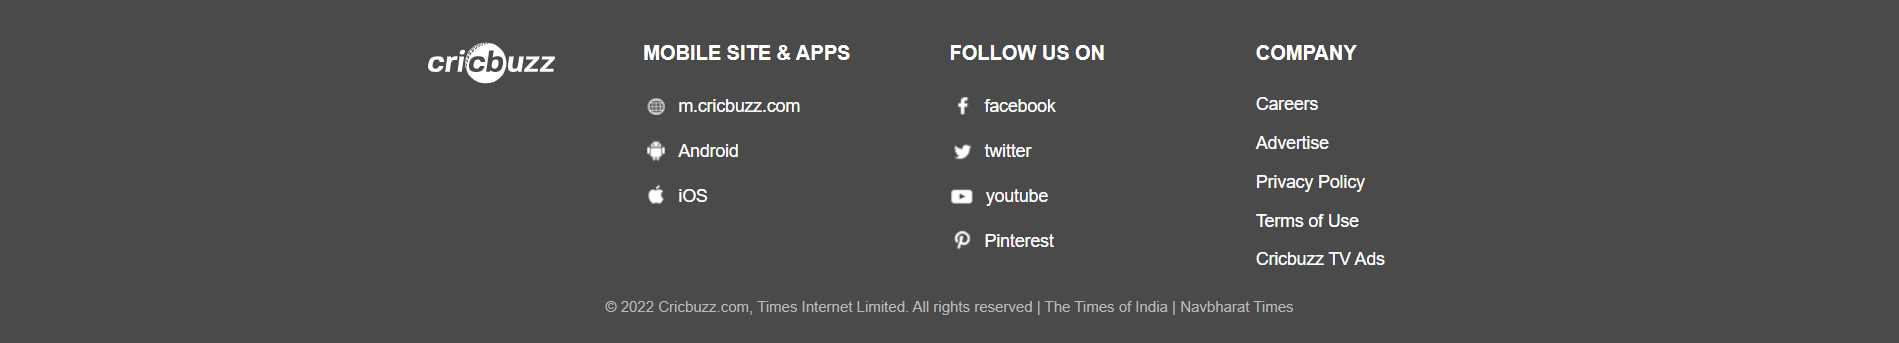 cricbuzz
MOBILE SITE & APPS
m.cricbuzz.com
Android
iOS
FOLLOW US ON
facebook
twitter
youtube
Pinterest
COMPANY
Careers
Advertise
Privacy Policy
Terms of Use
Cricbuzz TV Ads
© 2022 Cricbuzz.com, Times Internet Limited. All rights reserved | The Times of India | Navbharat Times